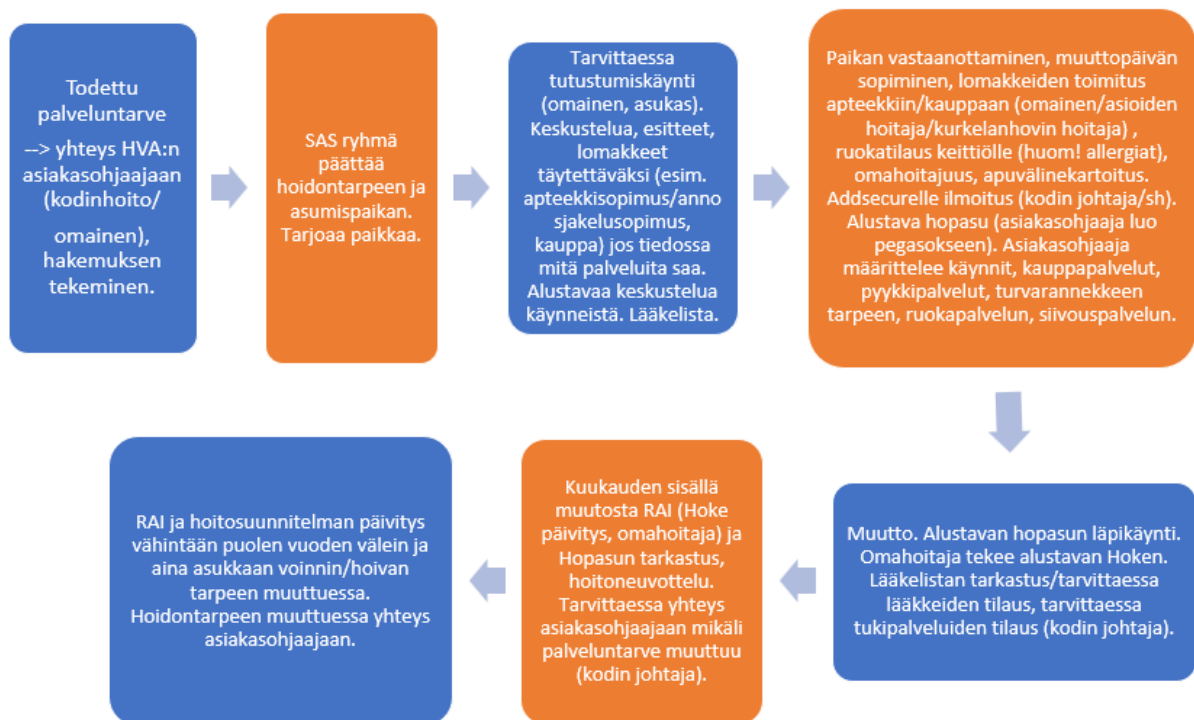 Todettu
palveluntarve
--> yhteys HVA:n
asiakasohjaajaan
(kodinhoito/
omainen),
hakemuksen
tekeminen.
SAS ryhmä
päättää
hoidontarpeen ja
asumispaikan.
Tarjoaa paikkaa.
Tarvittaessa
tutustumiskäynti
(omainen, asukas).
Keskustelua, esitteet,
lomakkeet
täytettäväksi (esim.
apteekkisopimus/anno
sjakelusopimus,
kauppa) jos tiedossa
mitä palveluita saa.
Alustavaa keskustelua
käynneistä. Lääkelista.
Paikan vastaanottaminen, muuttopäivän
sopiminen, lomakkeiden toimitus
apteekkiin/kauppaan (omainen/asioiden
hoitaja/kurkelanhovin hoitaja) ,
ruokatilaus keittiölle (huom! allergiat),
omahoitajuus, apuvälinekartoitus.
Addsecurelle ilmoitus (kodin johtaja/sh).
Alustava hopasu (asiakasohjaaja luo
pegasokseen). Asiakasohjaaja
määrittelee käynnit, kauppapalvelut,
pyykkipalvelut, turvarannekkeen
tarpeen, ruokapalvelun, siivouspalvelun.
Muutto. Alustavan hopasun läpikäynti.
Omahoitaja tekee alustavan Hoken.
Lääkelistan tarkastus/tarvittaessa
lääkkeiden tilaus, tarvittaessa
tukipalveluiden tilaus (kodin johtaja).
Kuukauden sisällä
muutosta RAI (Hoke
päivitys, omahoitaja) ja
Hopasun tarkastus,
hoitoneuvottelu.
Tarvittaessa yhteys
asiakasohjaajaan mikäli
palveluntarve muuttuu
(kodin johtaja).
RAI ja hoitosuunnitelman päivitys
vähintään puolen vuoden välein ja
aina asukkaan voinnin/hoivan
tarpeen muuttuessa.
Hoidontarpeen muuttuessa yhteys
asiakasohjaajaan.